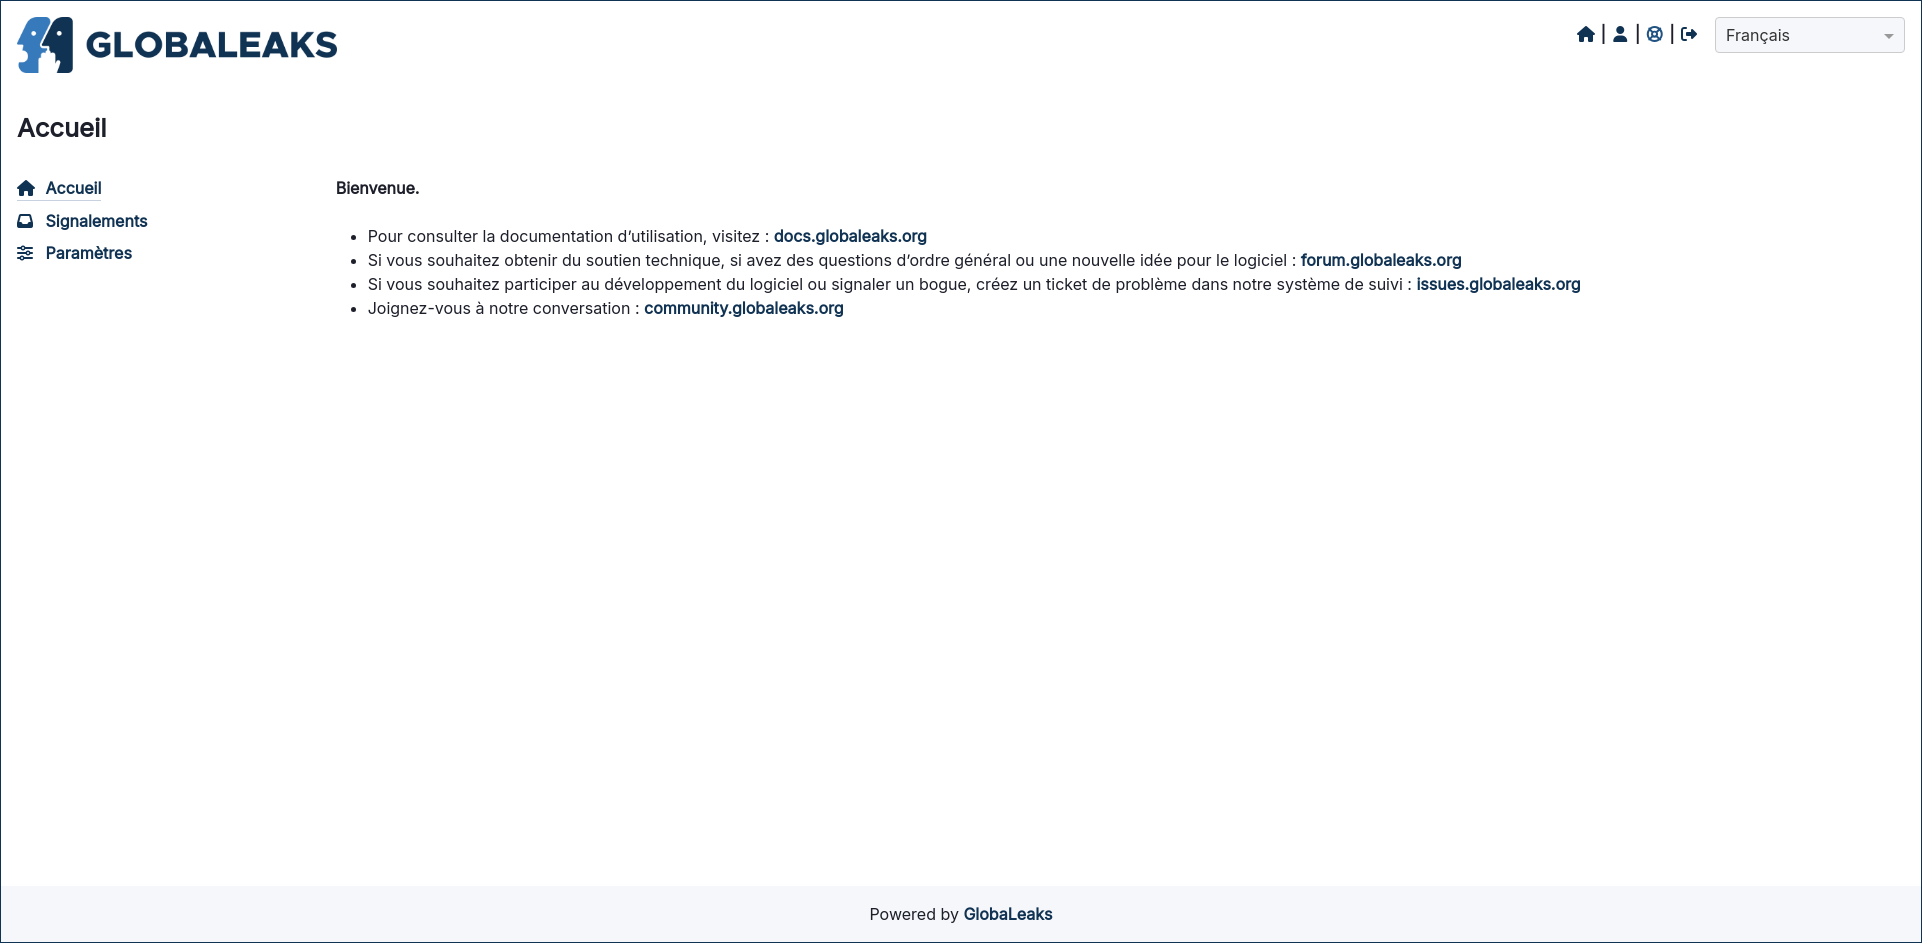 GLOBALEAKS
Français
Accueil
Accueil
Signalements
Paramètres
Bienvenue.
Pour consulter la documentation d’utilisation, visitez : docs.globaleaks.org
Si vous souhaitez obtenir du soutien technique, si avez des questions d’ordre général ou une nouvelle idée pour le logiciel : forum.globaleaks.org
Si vous souhaitez participer au développement du logiciel ou signaler un bogue, créez un ticket de problème dans notre système de suivi : issues.globaleaks.org
Joignez-vous à notre conversation : community.globaleaks.org
Powered by GlobaLeaks